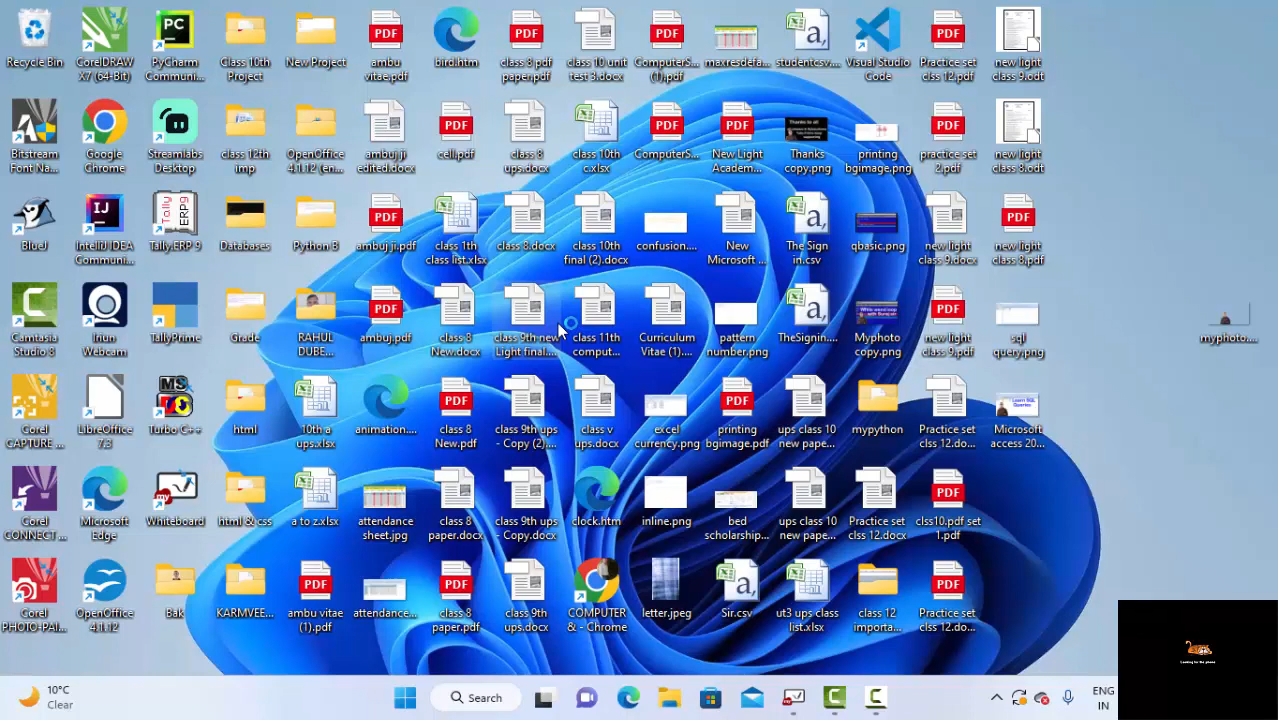 Recycle Bin
CorelDRAW
X7 (64-Bit)
PyCharm
Communi...
Class 10th
Project
New Project
ambu
vitae.pdf
bird.htm
class 8 pdf
paper.pdf
class 10 unit
test 3.docx
ComputerS...
(1).pdf
maxresdefa...
studentcsv....
Visual Studio
Code
Practice set
clss 12.pdf
new light
class 9.odt
Bitstream
Font Na...
Google
Chrome
Streamlabs
Desktop
class 12th
imp
OpenOffice
4.1.12 (en...
ambuj ji
edited.docx
cell.pdf
class 8
ups.docx
class 10th
c.xlsx
ComputerS...
New Light
Academ...
Thanks
copy.png
printing
bgimage.png
practice set
2.pdf
new light
class 8.odt
BlueJ
IntelliJ IDEA
Communi...
Tally.ERP 9
Databases
Python 3
ambuj ji.pdf
class 1th
class list.xlsx
class 8.docx
class 10th
final (2).docx
confusion....
New
Microsoft ...
The Sign
in.csv
qbasic.png
new light
class 9.docx
new light
class 8.pdf
Camtasia
Studio 8
Iriun
Webcam
TallyPrime
Grade
RAHUL
DUBE...
ambuj.pdf
class 8
New.docx
class 9th new
Light final....
class 11th
comput...
Curriculum
Vitae (1)....
pattern
number.png
TheSignin....
Myphoto
copy.png
new light
class 9.pdf
sql
query.png
myphoto....
Corel
CAPTURE ...
LibreOffice
7.3
Turbo C++
html
10th a
ups.xlsx
animation....
class 8
New.pdf
class 9th ups
- Copy (2)....
class v
ups.docx
excel
currency.png
printing
bgimage.pdf
ups class 10
new pape...
mypython
Practice set
clss 12.do...
Microsoft
access 20...
Corel
CONNECT ...
Microsoft
Edge
Whiteboard
html & css
a to z.xlsx
attendance
sheet.jpg
class 8
paper.docx
class 9th ups
- Copy.docx
clock.htm
inline.png
bed
scholarship...
ups class 10
new pape...
Practice set
clss 12.docx
clss10.pdf set
1.pdf
Corel
PHOTO-PAI...
OpenOffice
4.1.12
Bak
KARMVEE...
ambu vitae
(1).pdf
attendance...
class 8
paper.pdf
class 9th
ups.docx
COMPUTER
& - Chrome
letter.jpeg
Sir.csv
ut3 ups class
list.xlsx
class 12
importa...
Practice set
clss 12.do...
Looking for the phone
10°C
Clear
Search
ENG
IN